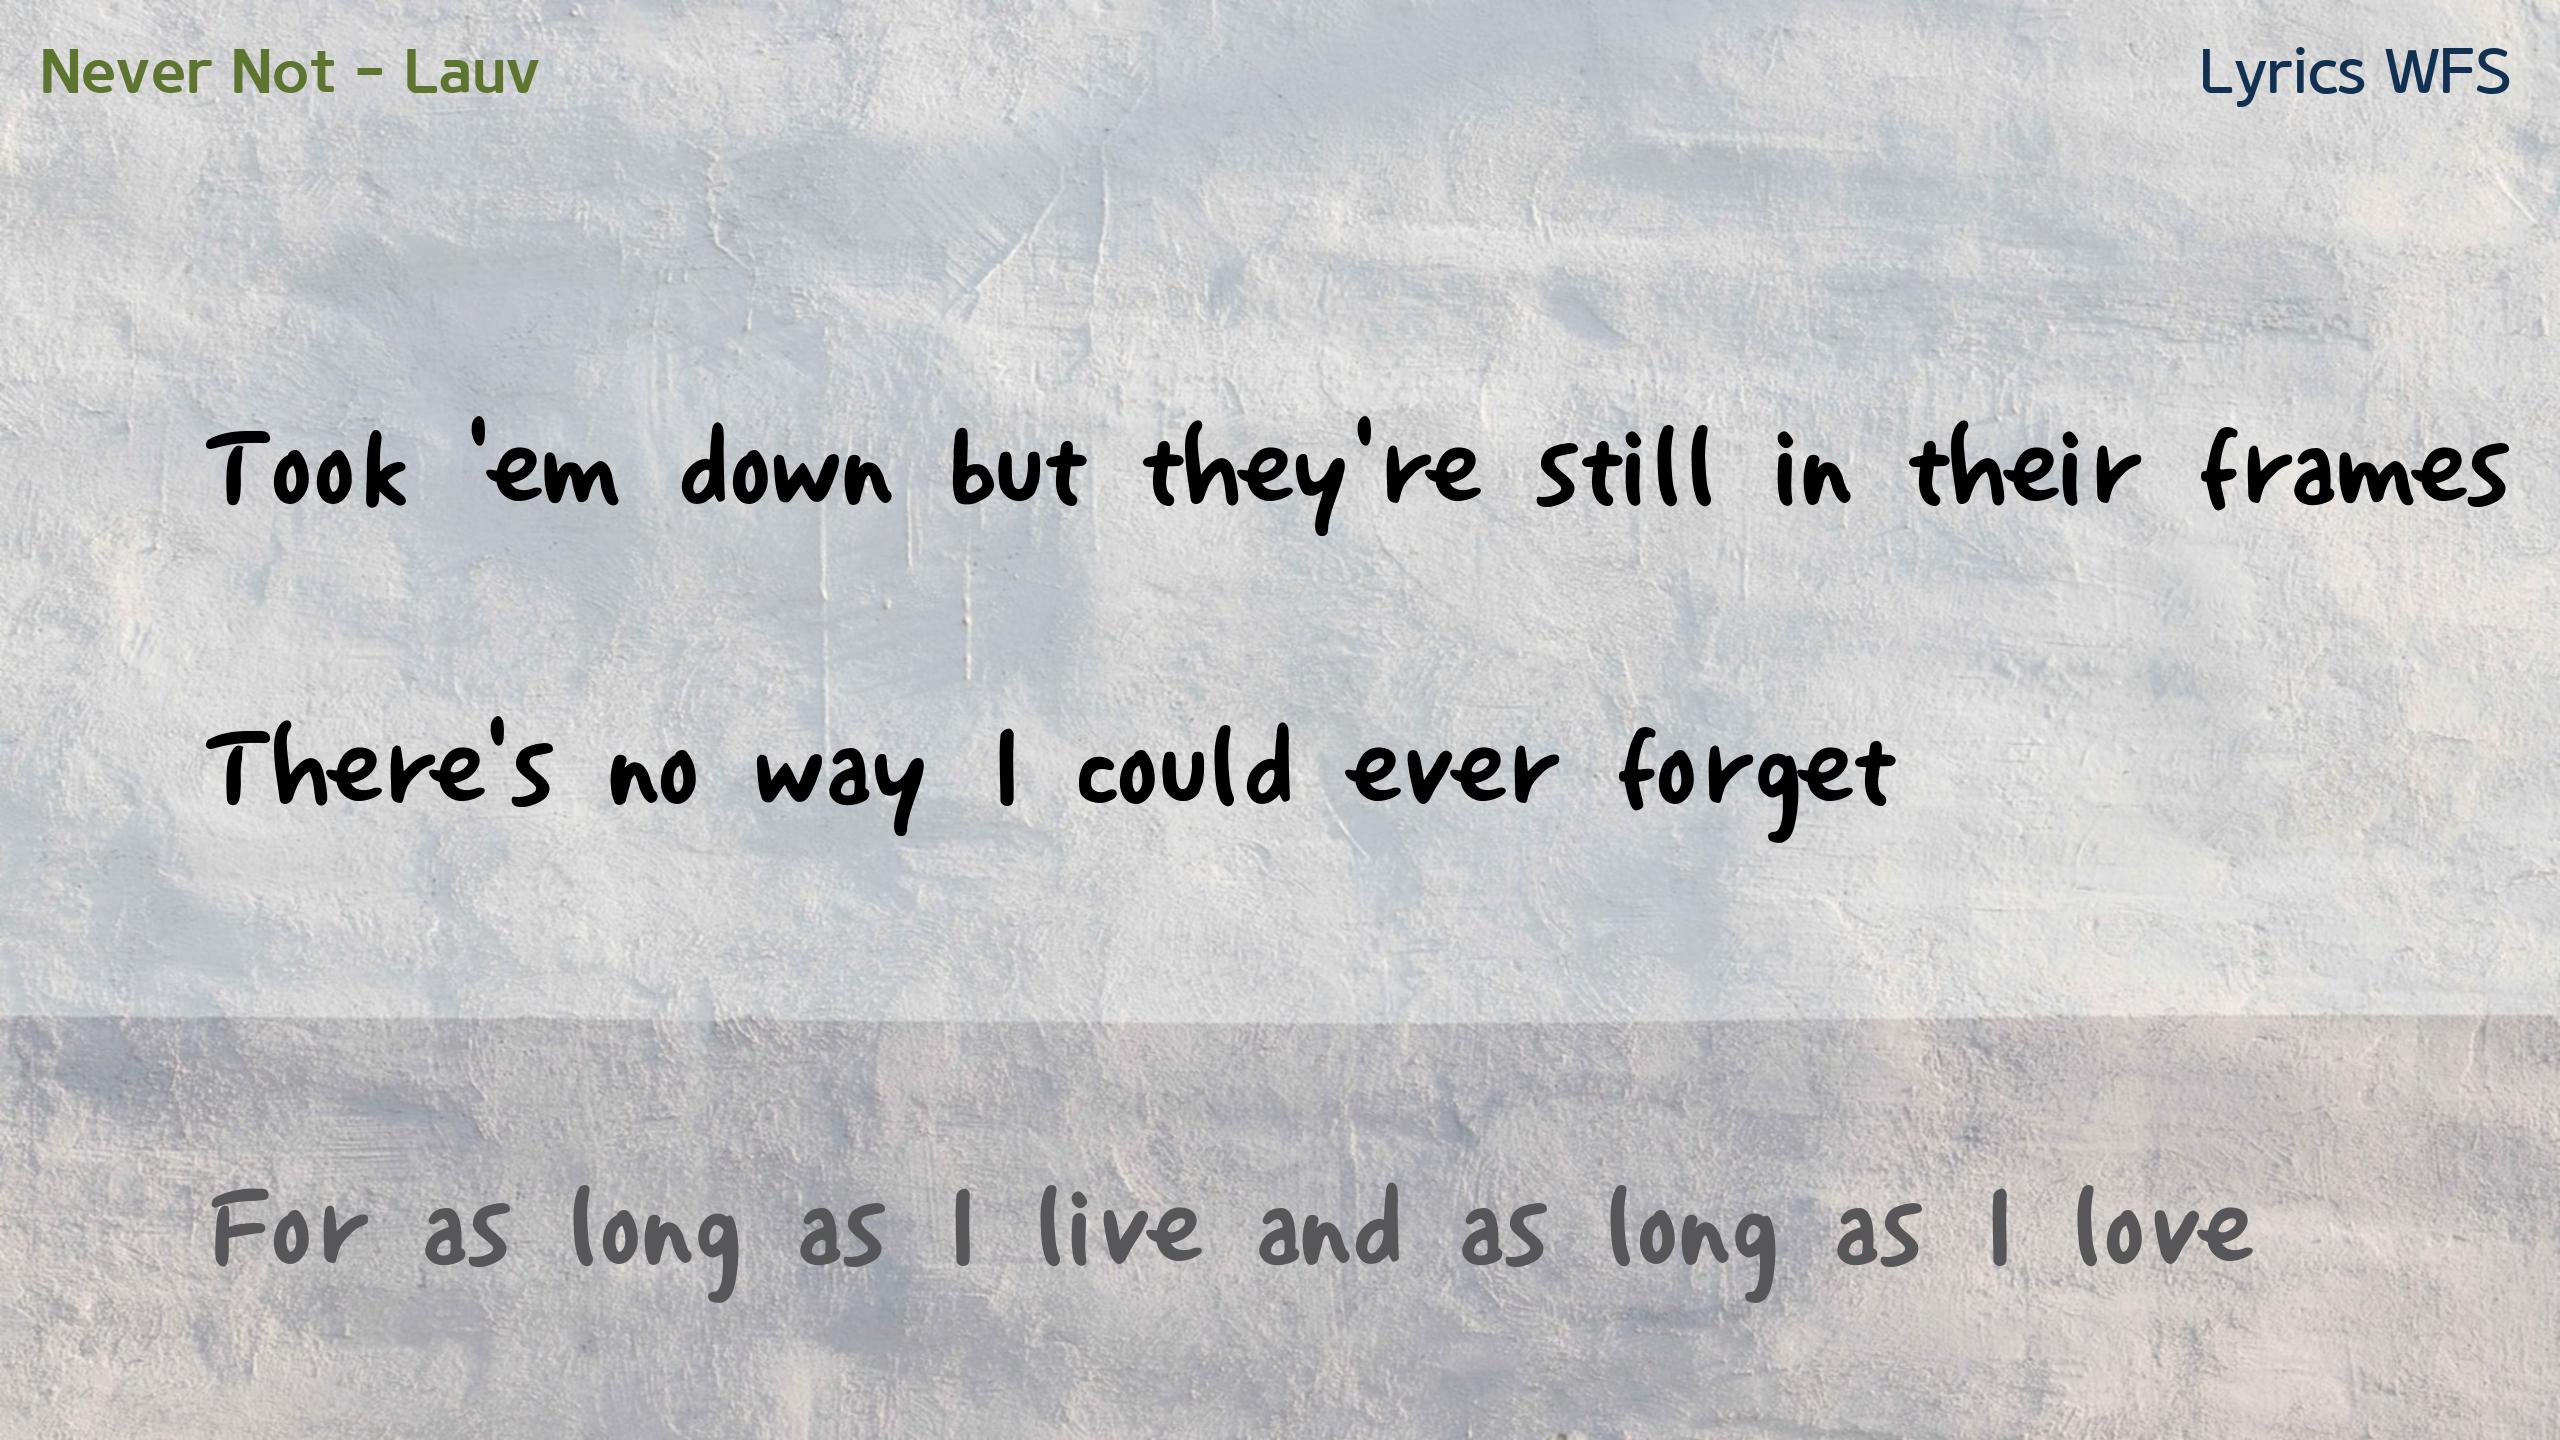 Never Not - Lauv
Lyrics WFS
Took 'em down but they're still in their frames
There's no way I could ever forget
For as long as I live and as long as I love